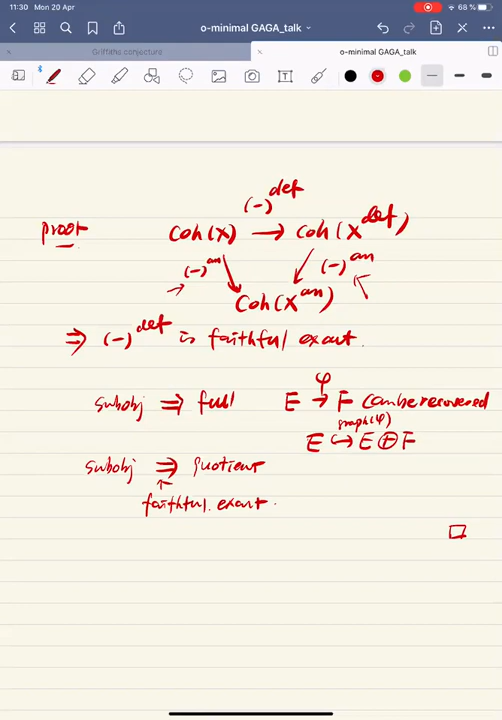 11:30 Mon 20 Apr
68 %
o-minimal GAGA_talk
Griffiths conjecture
o-minimal GAGA_talk
(-)^def
proof Coh(X) → Coh(X^def)
(-)^an (-)^an
Coh(X^an)
⇒ (-)^def is faithful exact.
subobj ⇒ full E →^φ F can be recovered
graph(φ)
E ↪ E ⊕ F
subobj ⇒ quotient
faithful. exact.
□